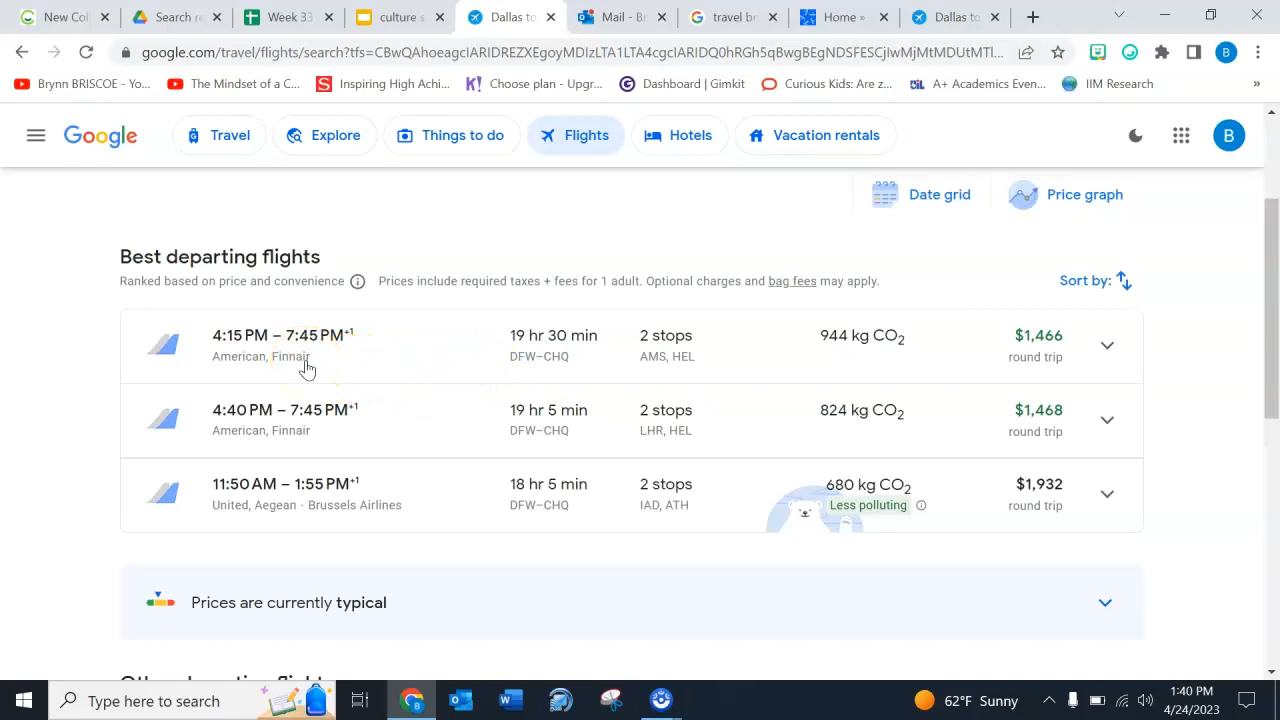 New Col
Search re
Week 33
culture s
Dallas to
Mail - Br
travel br
Home »
Dallas to
google.com/travel/flights/search?tfs=CBwQAhoeagcIARIDREZXEgoyMDIzLTA1LTA4cgcIARIDQ0hRGh5qBwgBEgNDSFESCjIwMjMtMDUtMTl...
Brynn BRISCOE - Yo...
The Mindset of a C...
Inspiring High Achi...
Choose plan - Upgr...
Dashboard | Gimkit
Curious Kids: Are z...
A+ Academics Even...
IIM Research
»
Google
Travel
Explore
Things to do
Flights
Hotels
Vacation rentals
B
Date grid
Price graph
Best departing flights
Ranked based on price and convenience
Prices include required taxes + fees for 1 adult. Optional charges and bag fees may apply.
Sort by:
4:15 PM – 7:45 PM+1
19 hr 30 min
2 stops
944 kg CO2
$1,466
American, Finnair
DFW–CHQ
AMS, HEL
round trip
4:40 PM – 7:45 PM+1
19 hr 5 min
2 stops
824 kg CO2
$1,468
American, Finnair
DFW–CHQ
LHR, HEL
round trip
11:50 AM – 1:55 PM+1
18 hr 5 min
2 stops
680 kg CO2
$1,932
United, Aegean · Brussels Airlines
DFW–CHQ
IAD, ATH
Less polluting
round trip
Prices are currently typical
Type here to search
62°F Sunny
1:40 PM
4/24/2023